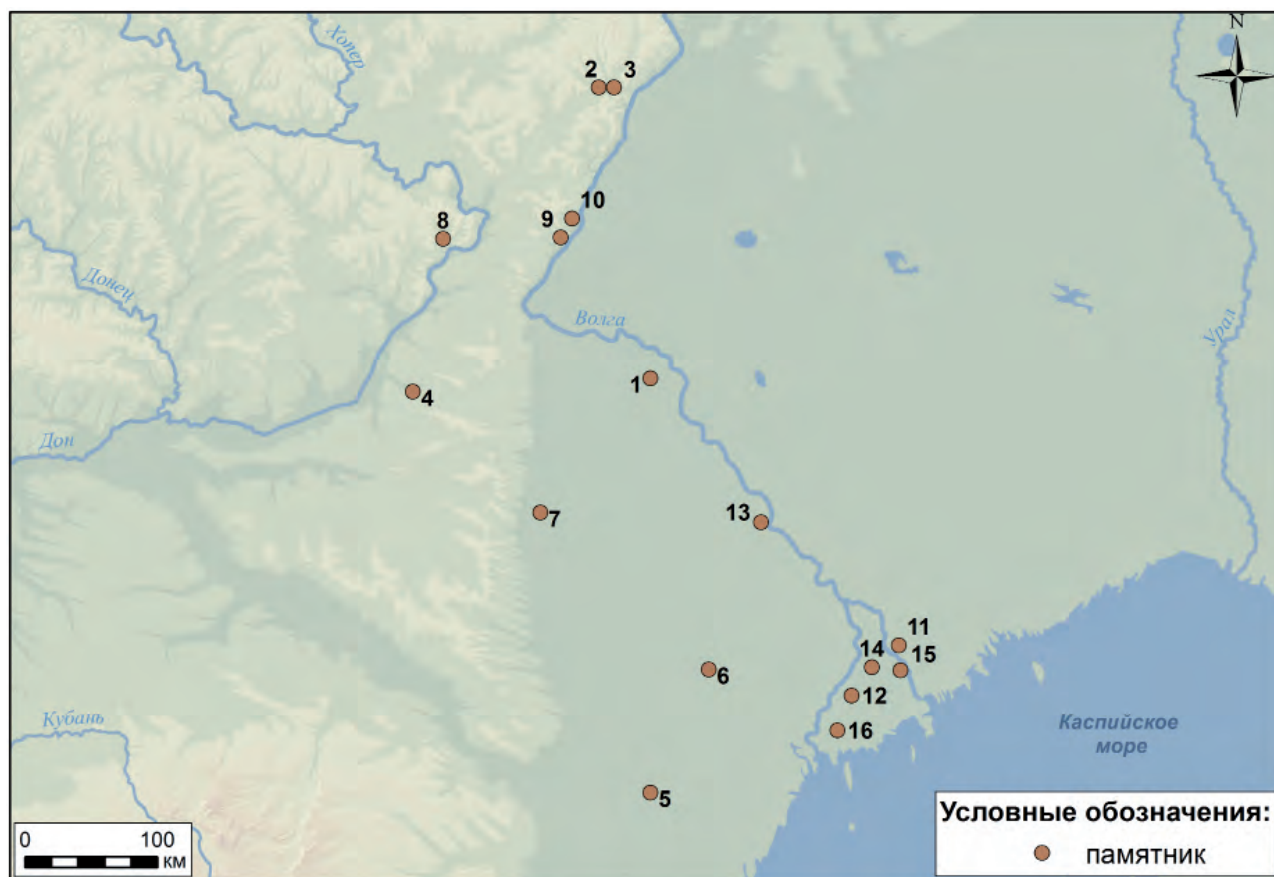 N
Хопер
2 3
10
9
8
Донец
Волга
Урал
1
4
Дон
7
13
11
14
15
6
12
Кубань
16
Каспийское
море
5
Условные обозначения:
памятник
0 100
км